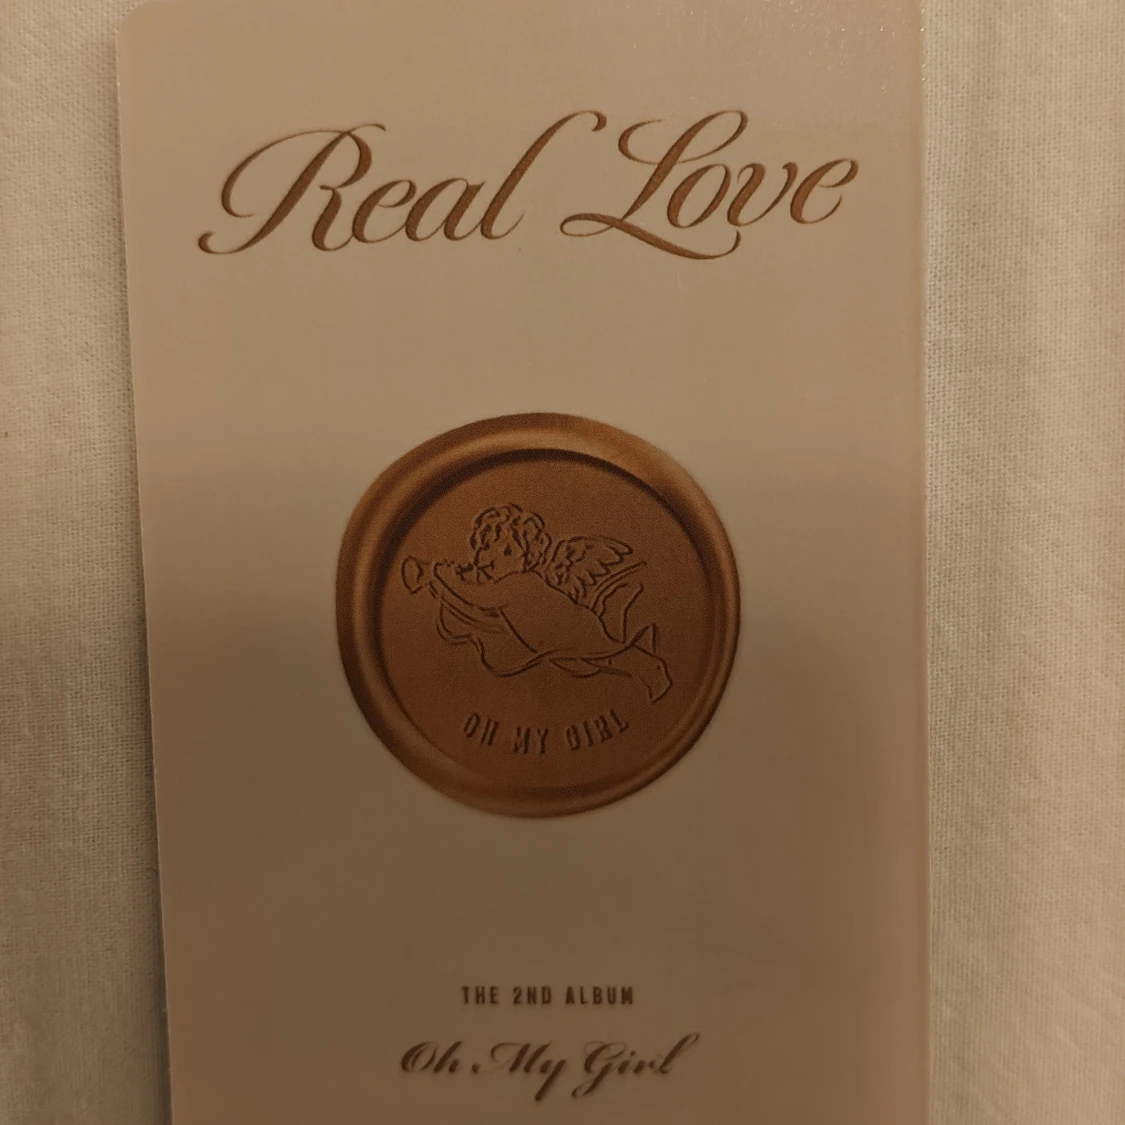 Real Love
OH MY GIRL
THE 2ND ALBUM
Oh My Girl